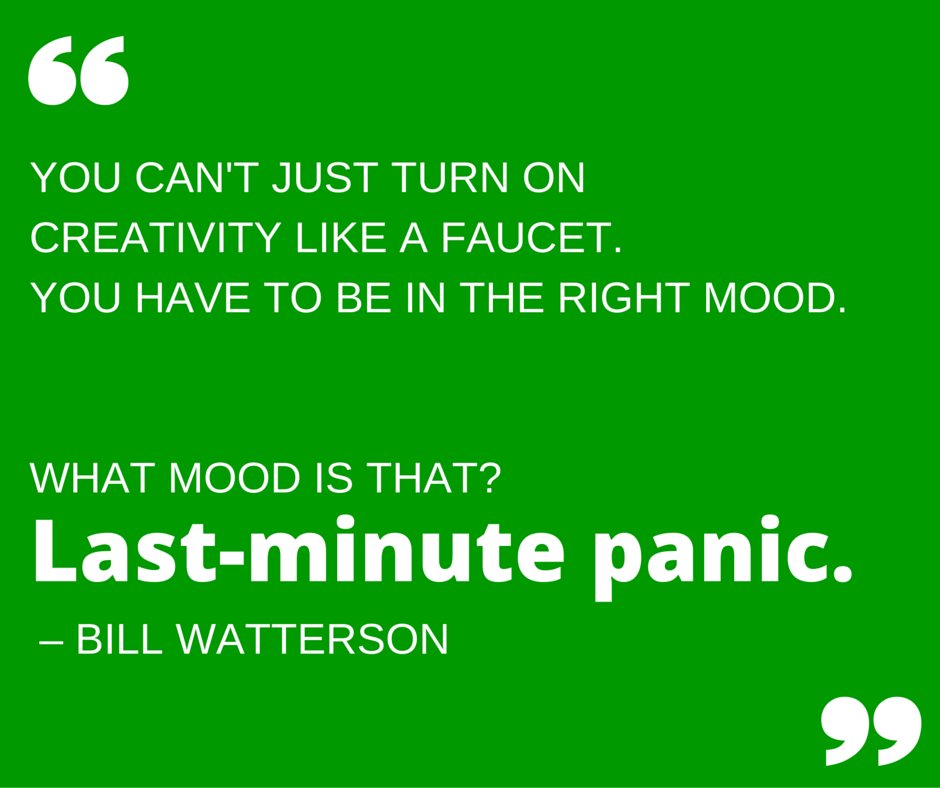 “
YOU CAN'T JUST TURN ON
CREATIVITY LIKE A FAUCET.
YOU HAVE TO BE IN THE RIGHT MOOD.
WHAT MOOD IS THAT?
Last-minute panic.
– BILL WATTERSON
”